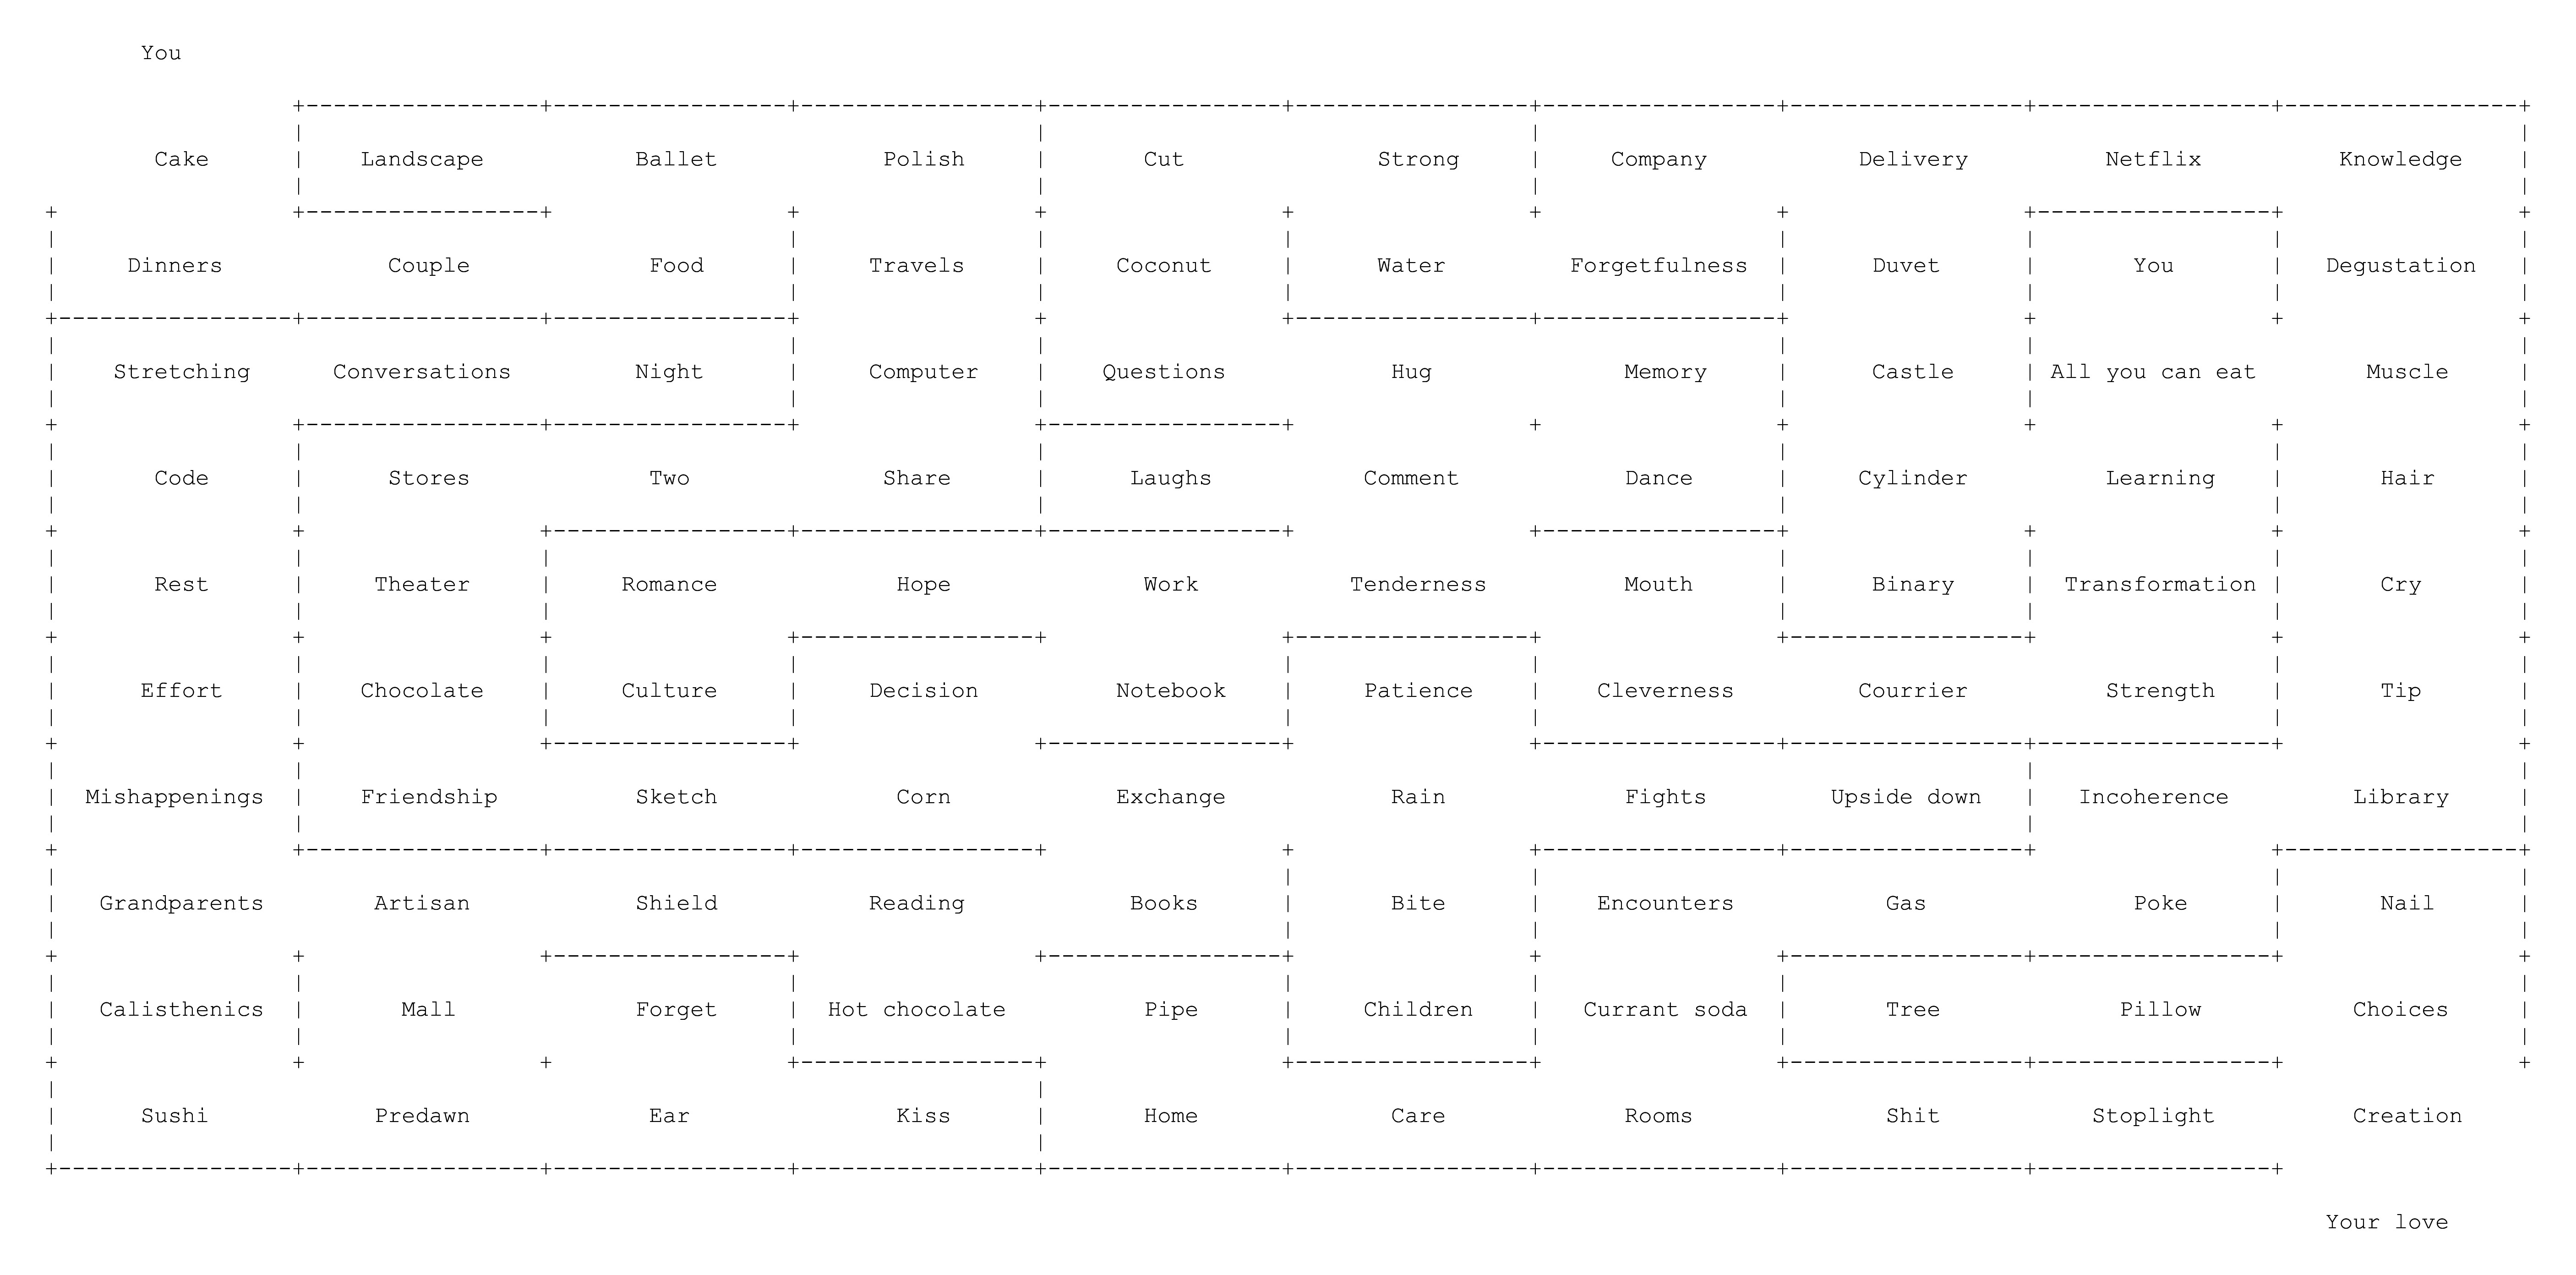 You
Cake Landscape Ballet Polish Cut Strong Company Delivery Netflix Knowledge
Dinners Couple Food Travels Coconut Water Forgetfulness Duvet You Degustation
Stretching Conversations Night Computer Questions Hug Memory Castle All you can eat Muscle
Code Stores Two Share Laughs Comment Dance Cylinder Learning Hair
Rest Theater Romance Hope Work Tenderness Mouth Binary Transformation Cry
Effort Chocolate Culture Decision Notebook Patience Cleverness Courrier Strength Tip
Mishappenings Friendship Sketch Corn Exchange Rain Fights Upside down Incoherence Library
Grandparents Artisan Shield Reading Books Bite Encounters Gas Poke Nail
Calisthenics Mall Forget Hot chocolate Pipe Children Currant soda Tree Pillow Choices
Sushi Predawn Ear Kiss Home Care Rooms Shit Stoplight Creation
Your love